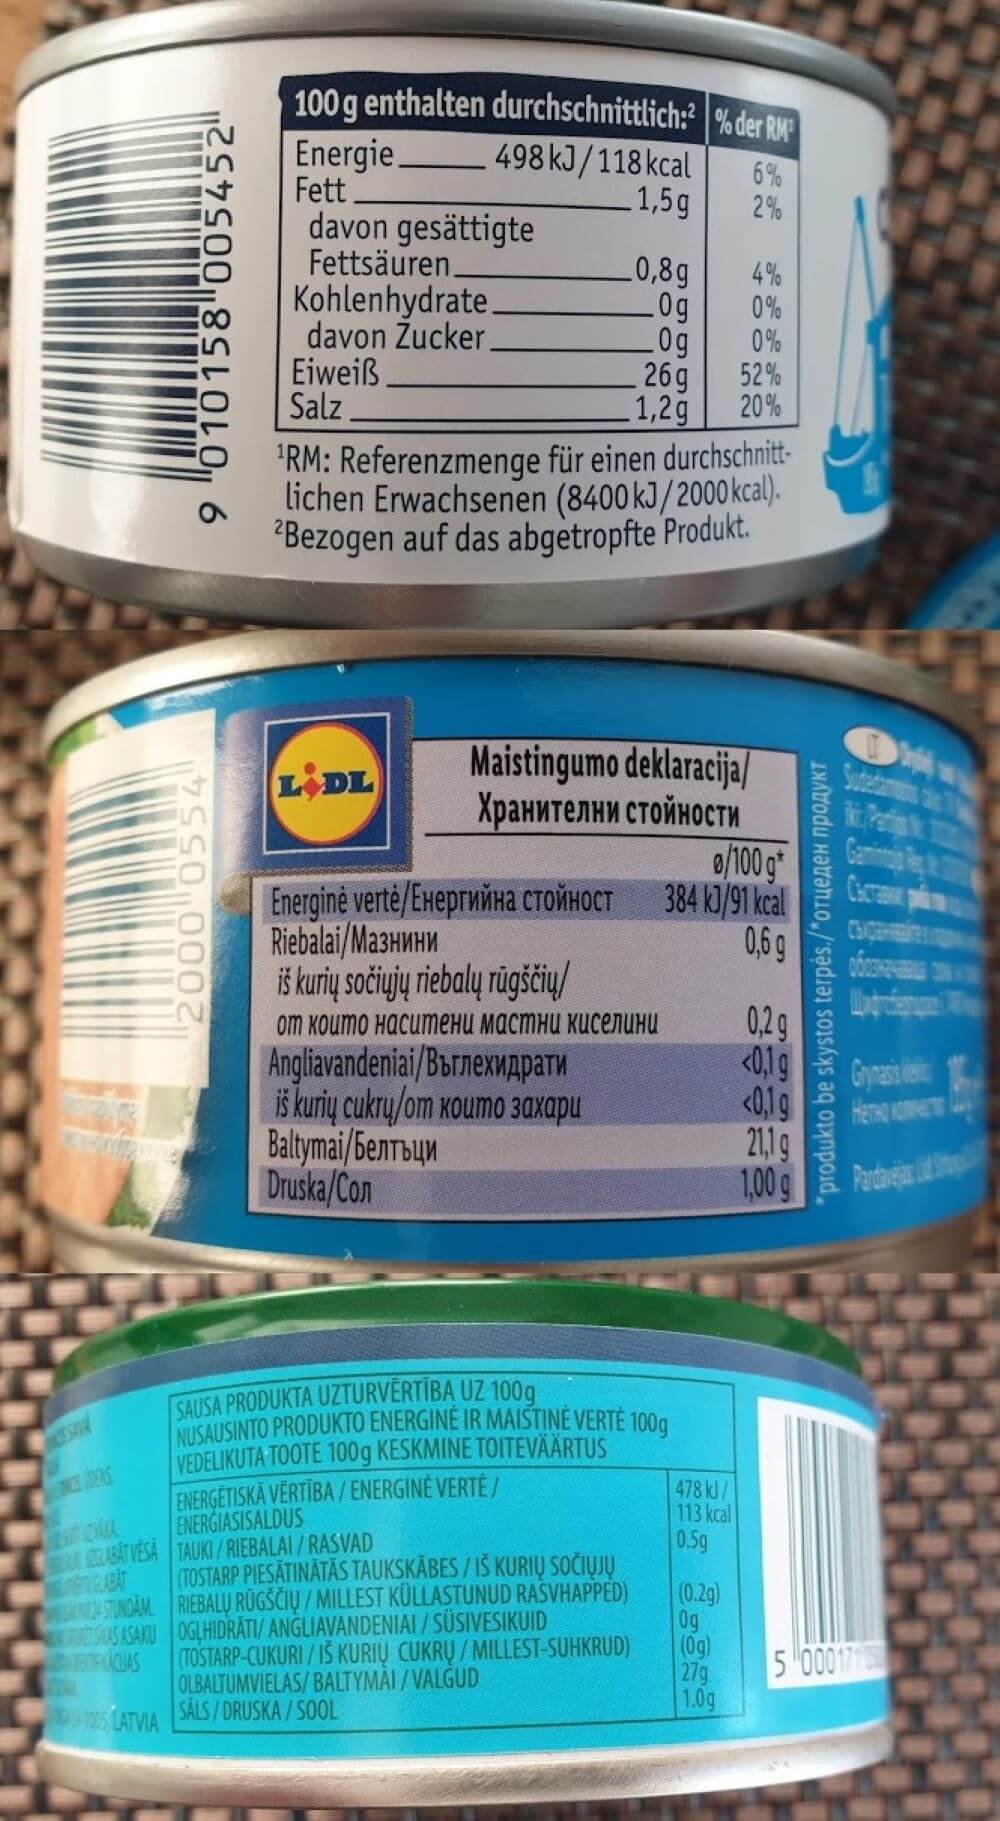 100 g enthalten durchschnittlich:² % der RM¹
Energie 498 kJ/118 kcal 6%
Fett 1,5 g 2%
davon gesättigte
Fettsäuren 0,8 g 4%
Kohlenhydrate 0 g 0%
davon Zucker 0 g 0%
Eiweiß 26 g 52%
Salz 1,2 g 20%
¹RM: Referenzmenge für einen durchschnitt-
lichen Erwachsenen (8400 kJ/2000 kcal).
²Bezogen auf das abgetropfte Produkt.
9 010158 005452
LIDL
Maistingumo deklaracija/
Хранителни стойности
ø/100 g*
Energinė vertė/Енергийна стойност 384 kJ/91 kcal
Riebalai/Мазнини 0,6 g
iš kurių sočiųjų riebalų rūgščių/
от които наситени мастни киселини 0,2 g
Angliavandeniai/Въглехидрати <0,1 g
iš kurių cukrų/от които захари <0,1 g
Baltymai/Белтъци 21,1 g
Druska/Сол 1,00 g
*produkto be skystos terpės./*отцеден продукт
2000 0554
LT
SAUSA PRODUKTA UZTURVĒRTĪBA UZ 100g
NUSAUSINTO PRODUKTO ENERGINĖ IR MAISTINĖ VERTĖ 100g
VEDELIKUTA TOOTE 100g KESKMINE TOITEVÄÄRTUS
ENERĢĒTISKĀ VĒRTĪBA / ENERGINĖ VERTĖ / 478 kJ /
ENERGIASISALDUS 113 kcal
TAUKI / RIEBALAI / RASVAD 0.5g
(TOSTARP PIESĀTINĀTĀS TAUKSKĀBES / IŠ KURIŲ SOČIŲJŲ
RIEBALŲ RŪGŠČIŲ / MILLEST KÜLLASTUNUD RASVHAPPED) (0.2g)
OGĻHIDRĀTI/ ANGLIAVANDENIAI / SÜSIVESIKUID 0g
(TOSTARP-CUKURI / IŠ KURIŲ CUKRŲ / MILLEST-SUHKRUD) (0g)
OLBALTUMVIELAS/ BALTYMAI / VALGUD 27g
SĀLS / DRUSKA / SOOL 1.0g
LATVIA